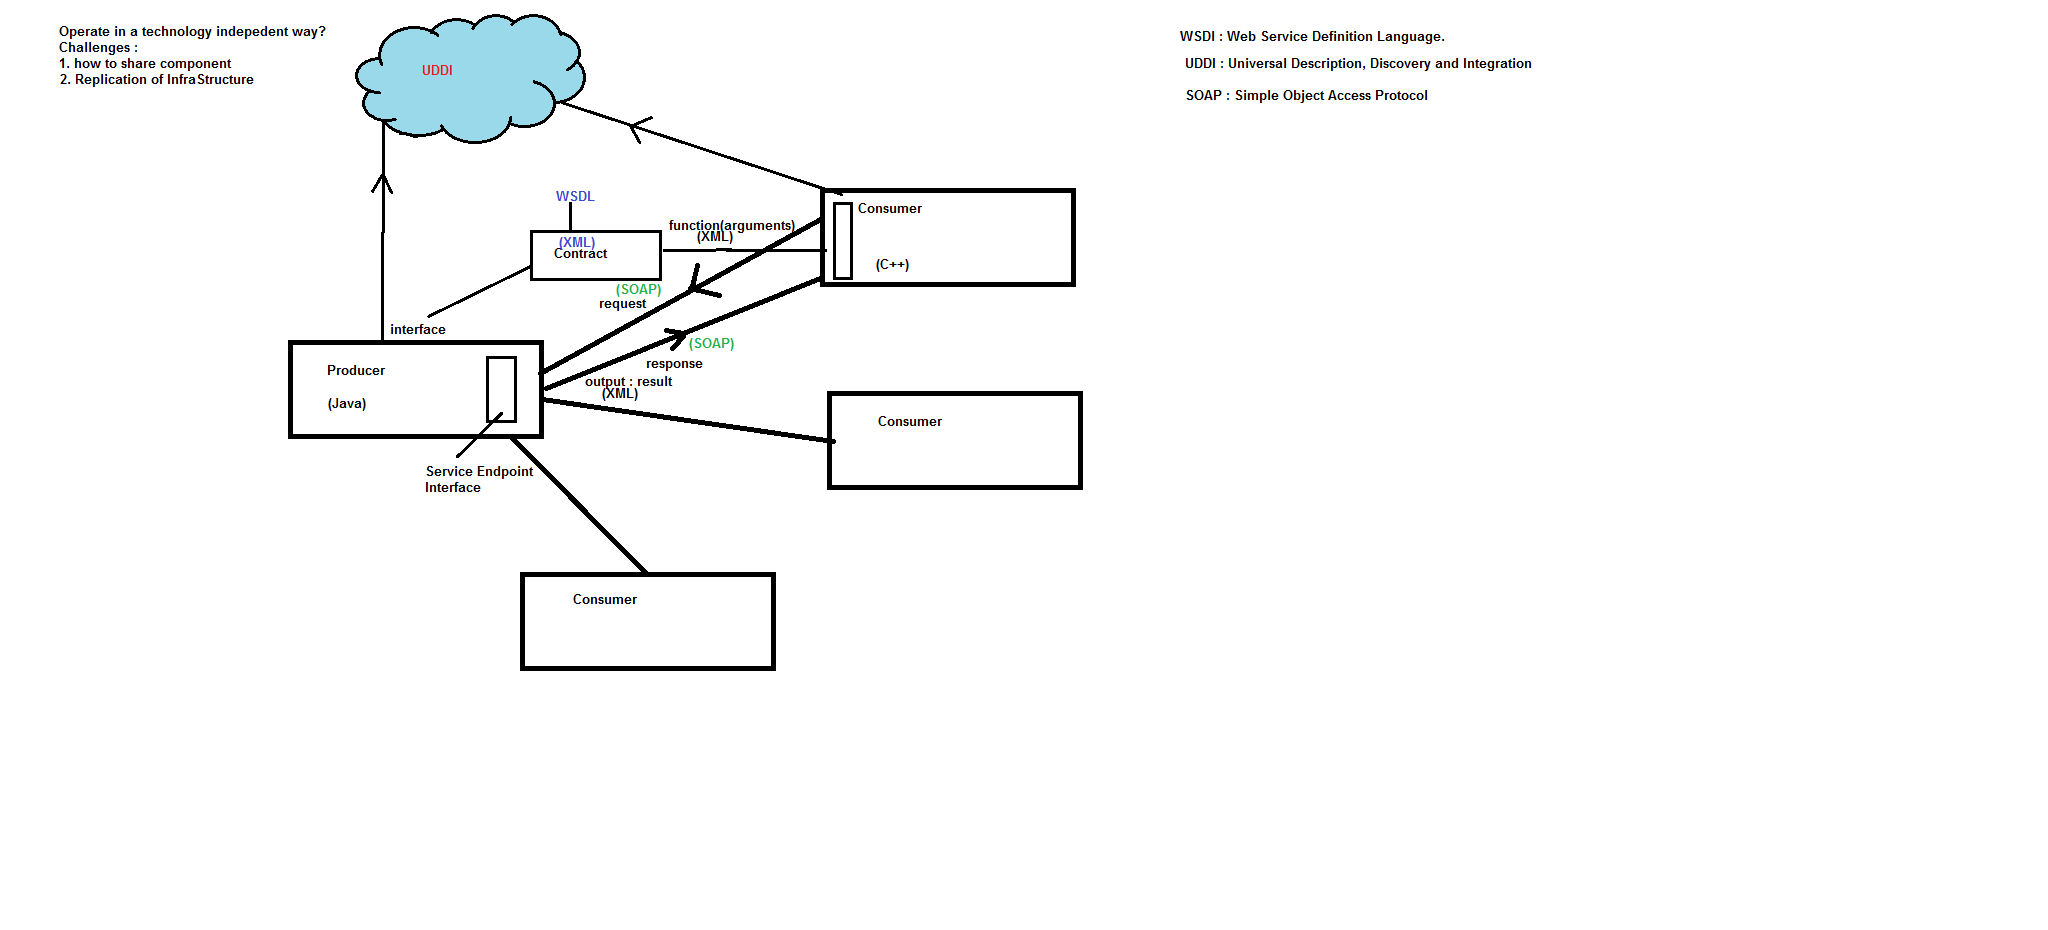 Operate in a technology indepedent way?
Challenges :
1. how to share component
2. Replication of InfraStructure
UDDI
WSDI : Web Service Definition Language.
UDDI : Universal Description, Discovery and Integration
SOAP : Simple Object Access Protocol
WSDL
(XML)
Contract
function(arguments)
(XML)
Consumer
(C++)
(SOAP)
request
interface
(SOAP)
response
output : result
(XML)
Producer
(Java)
Service Endpoint
Interface
Consumer
Consumer